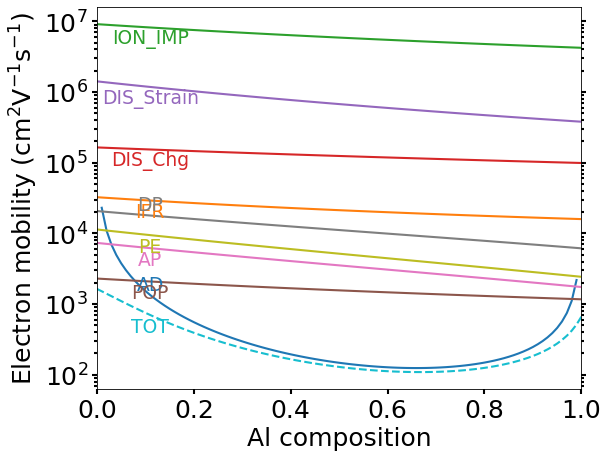 10⁷
10⁶
10⁵
10⁴
10³
10²
Electron mobility (cm²V⁻¹s⁻¹)
ION_IMP
DIS_Strain
DIS_Chg
DP
IFR
PE
AP
AD
POP
TOT
0.0 0.2 0.4 0.6 0.8 1.0
Al composition